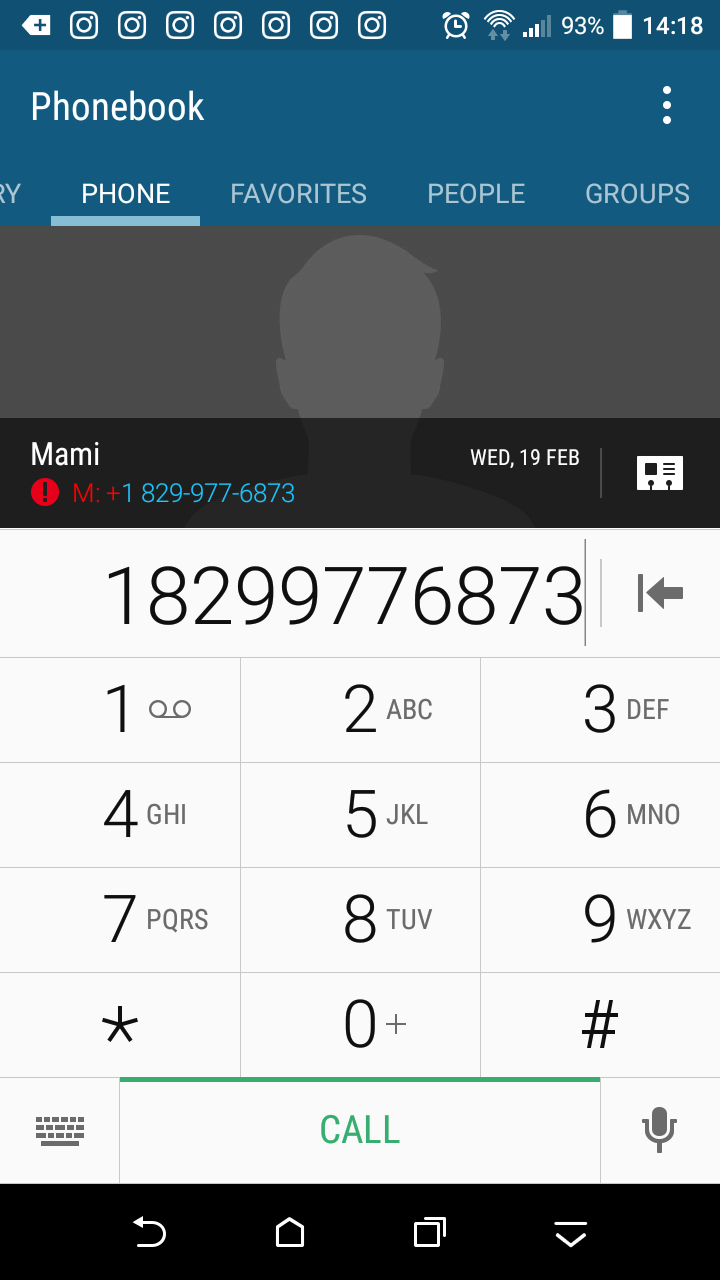 93% 14:18
Phonebook
RY PHONE FAVORITES PEOPLE GROUPS
Mami WED, 19 FEB
M: +1 829-977-6873
18299776873
1 2 ABC 3 DEF
4 GHI 5 JKL 6 MNO
7 PQRS 8 TUV 9 WXYZ
* 0 + #
CALL